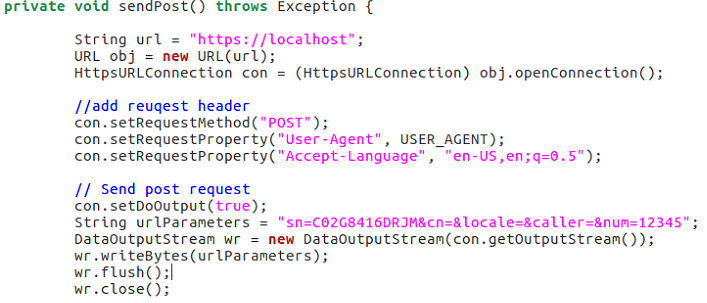 private void sendPost() throws Exception {
String url = "https://localhost";
URL obj = new URL(url);
HttpsURLConnection con = (HttpsURLConnection) obj.openConnection();
//add reuqest header
con.setRequestMethod("POST");
con.setRequestProperty("User-Agent", USER_AGENT);
con.setRequestProperty("Accept-Language", "en-US,en;q=0.5");
// Send post request
con.setDoOutput(true);
String urlParameters = "sn=C02G8416DRJM&cn=&locale=&caller=&num=12345";
DataOutputStream wr = new DataOutputStream(con.getOutputStream());
wr.writeBytes(urlParameters);
wr.flush();
wr.close();